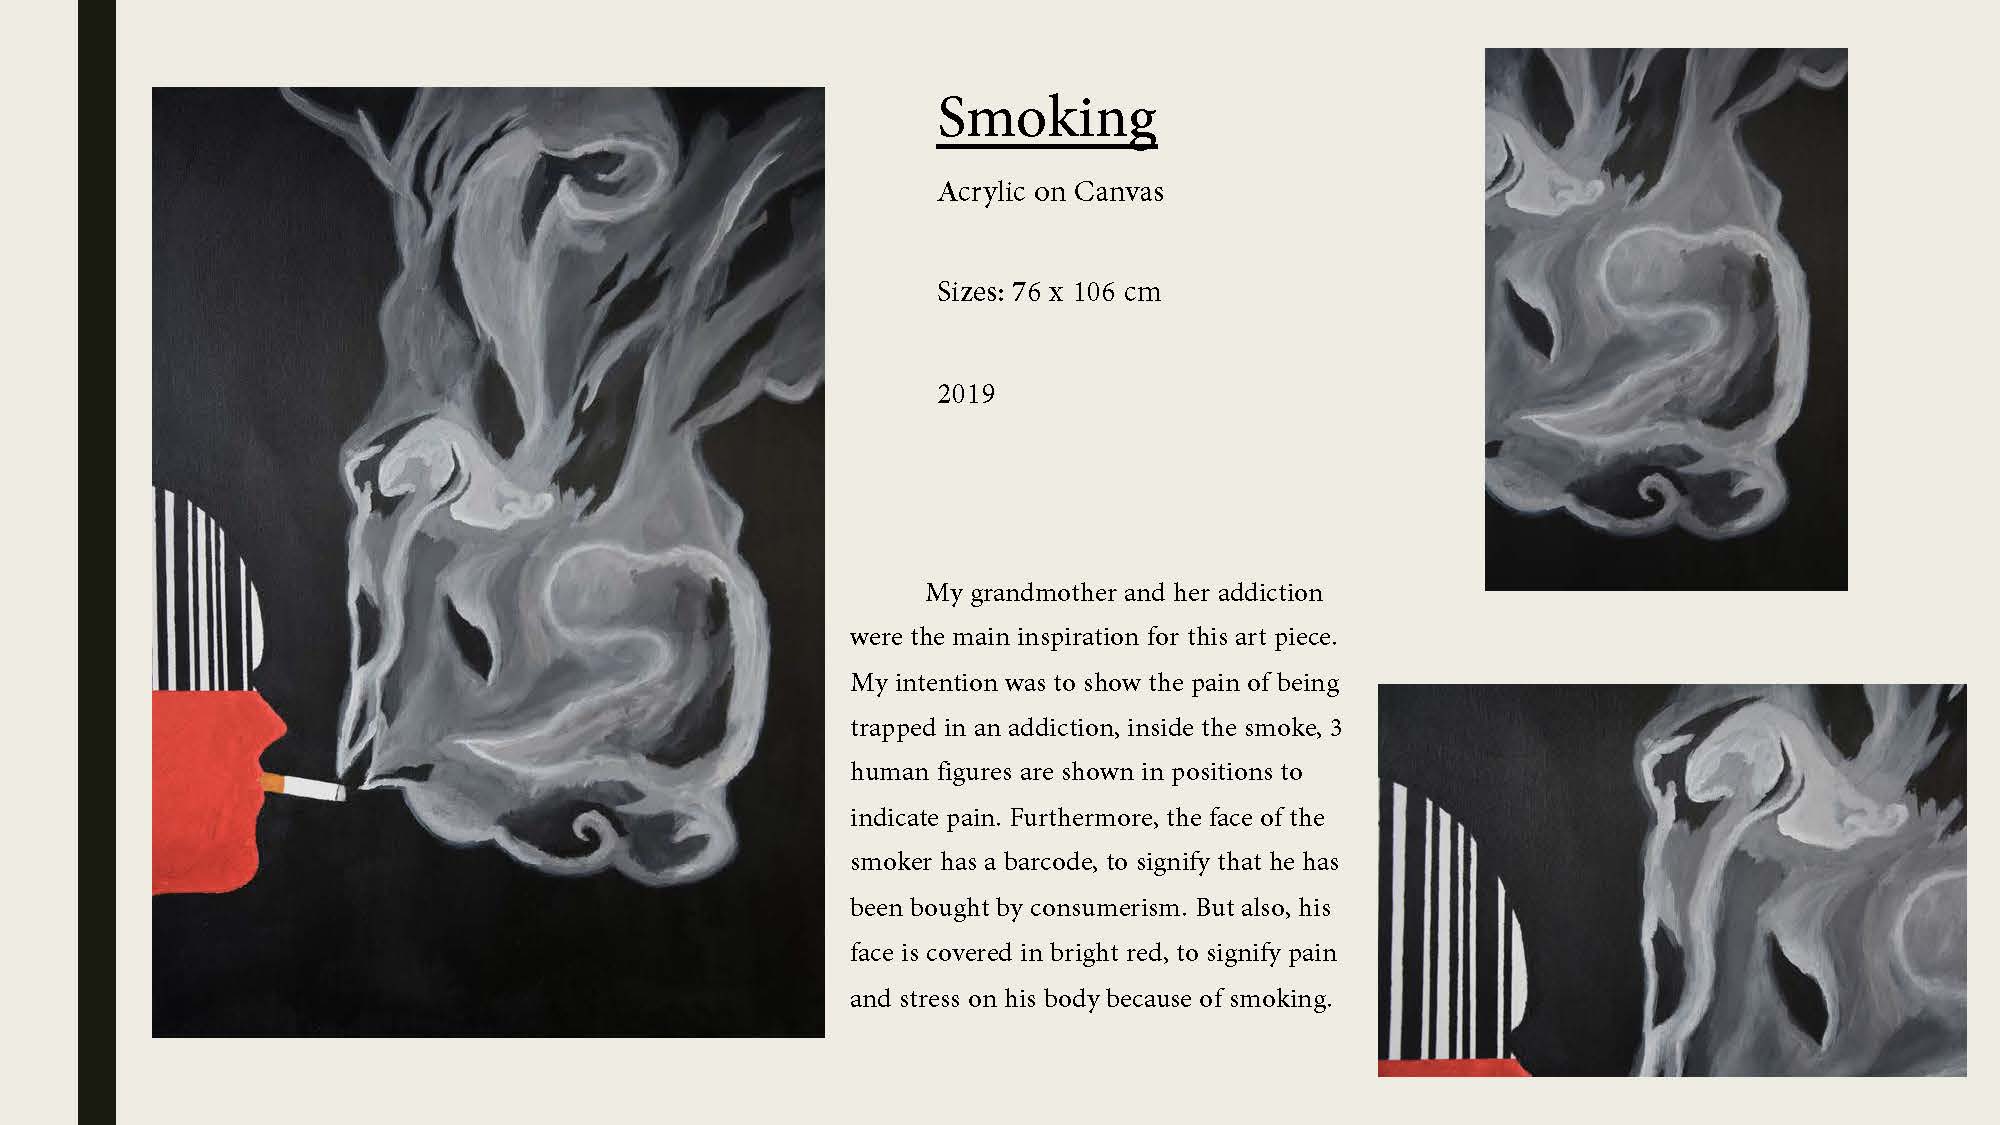 Smoking
Acrylic on Canvas
Sizes: 76 x 106 cm
2019
My grandmother and her addiction
were the main inspiration for this art piece.
My intention was to show the pain of being
trapped in an addiction, inside the smoke, 3
human figures are shown in positions to
indicate pain. Furthermore, the face of the
smoker has a barcode, to signify that he has
been bought by consumerism. But also, his
face is covered in bright red, to signify pain
and stress on his body because of smoking.